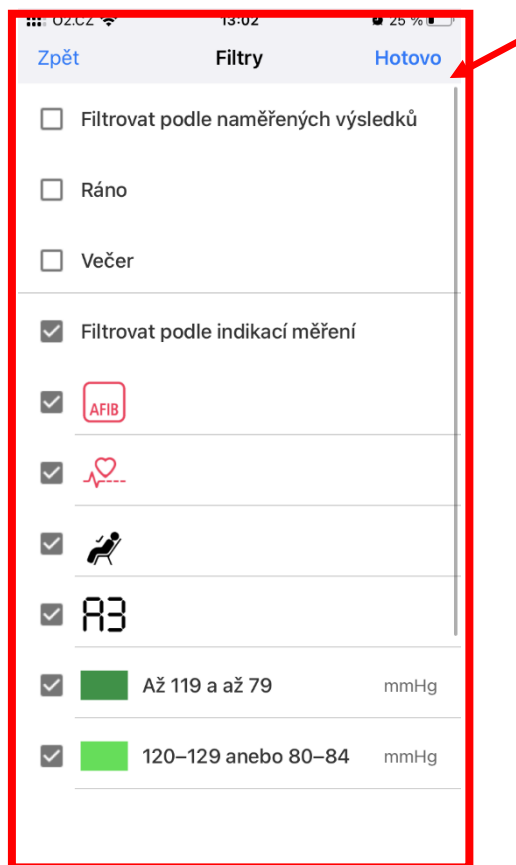 O2.CZ 13:02 25 %
Zpět Filtry Hotovo
Filtrovat podle naměřených výsledků
Ráno
Večer
Filtrovat podle indikací měření
AFIB
A3
Až 119 a až 79 mmHg
120–129 anebo 80–84 mmHg